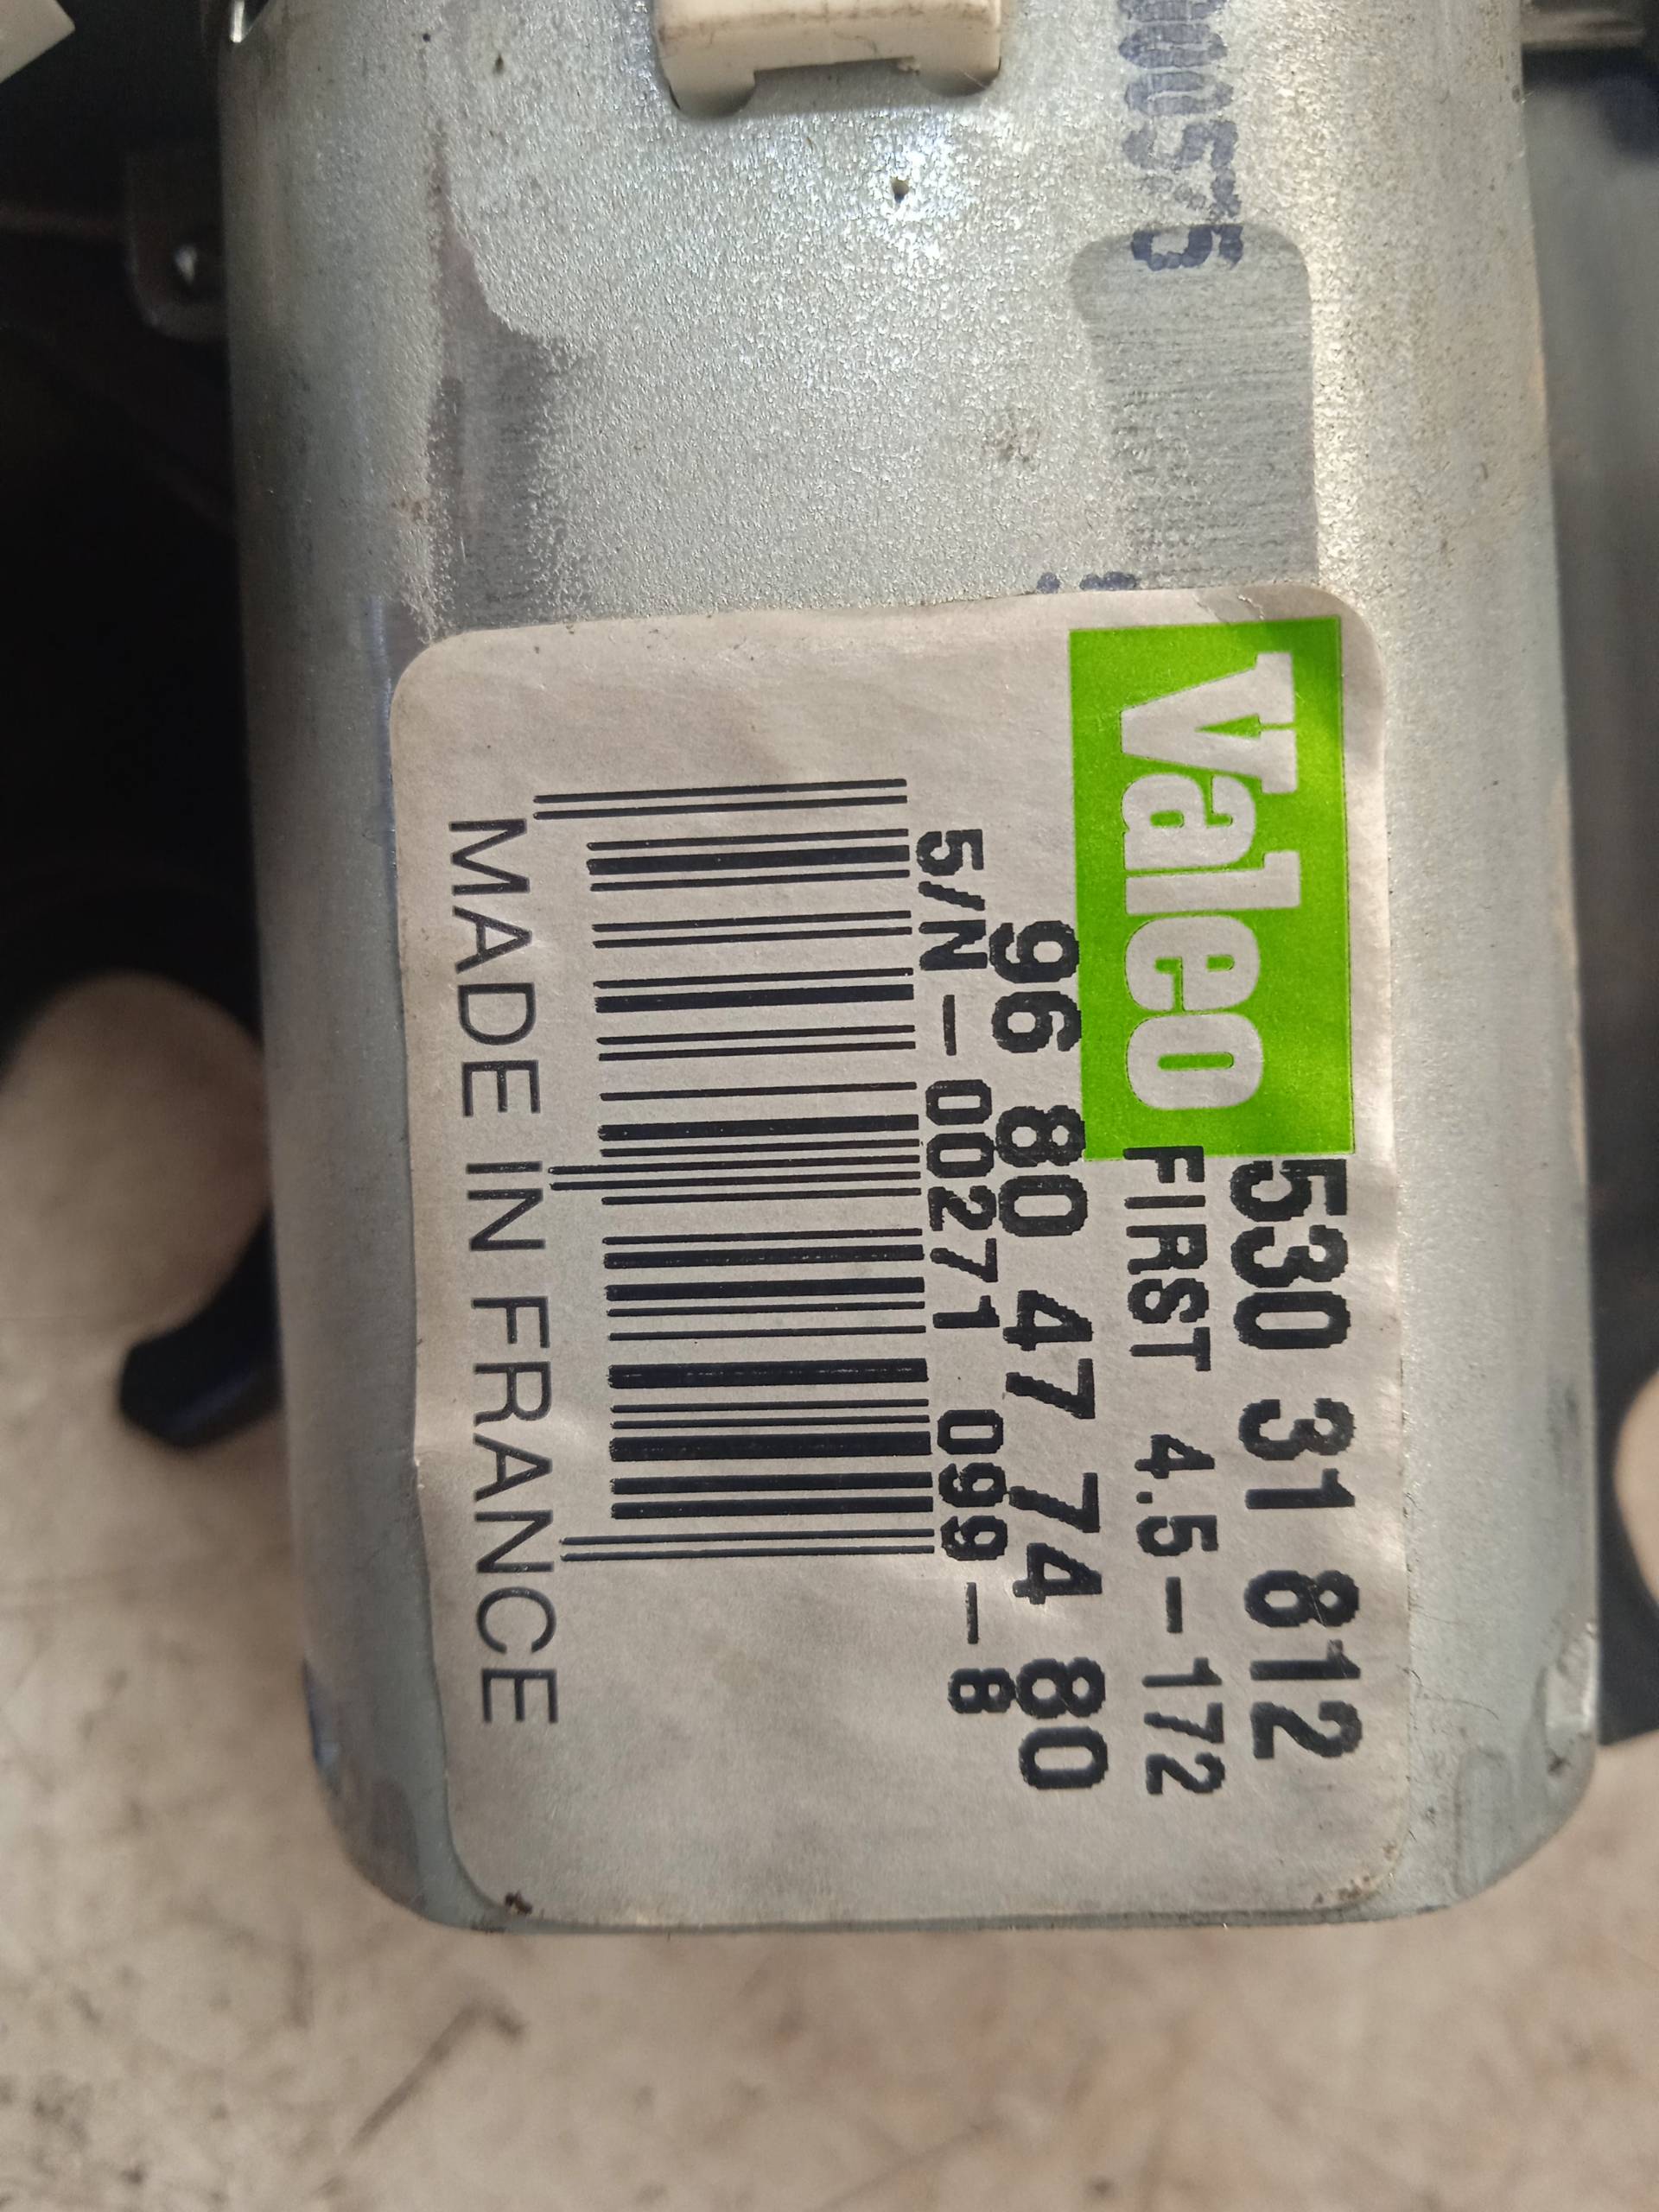 Valeo 530 31 812
FIRST 4.5-172
96 80 47 74 80
S/N-00271 099-8
MADE IN FRANCE